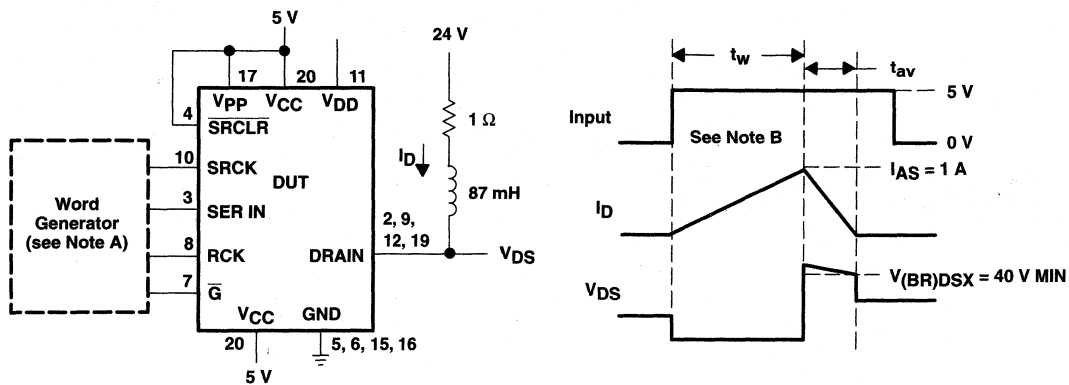 5 V
24 V
17
20
11
VPP
VCC
VDD
4
SRCLR
1 Ω
ID
10
SRCK
DUT
87 mH
Word
Generator
(see Note A)
3
SER IN
2, 9,
12, 19
8
RCK
DRAIN
VDS
7
G
VCC
GND
20
5, 6, 15, 16
5 V
tw
tav
5 V
Input
See Note B
0 V
IAS = 1 A
ID
V(BR)DSX = 40 V MIN
VDS